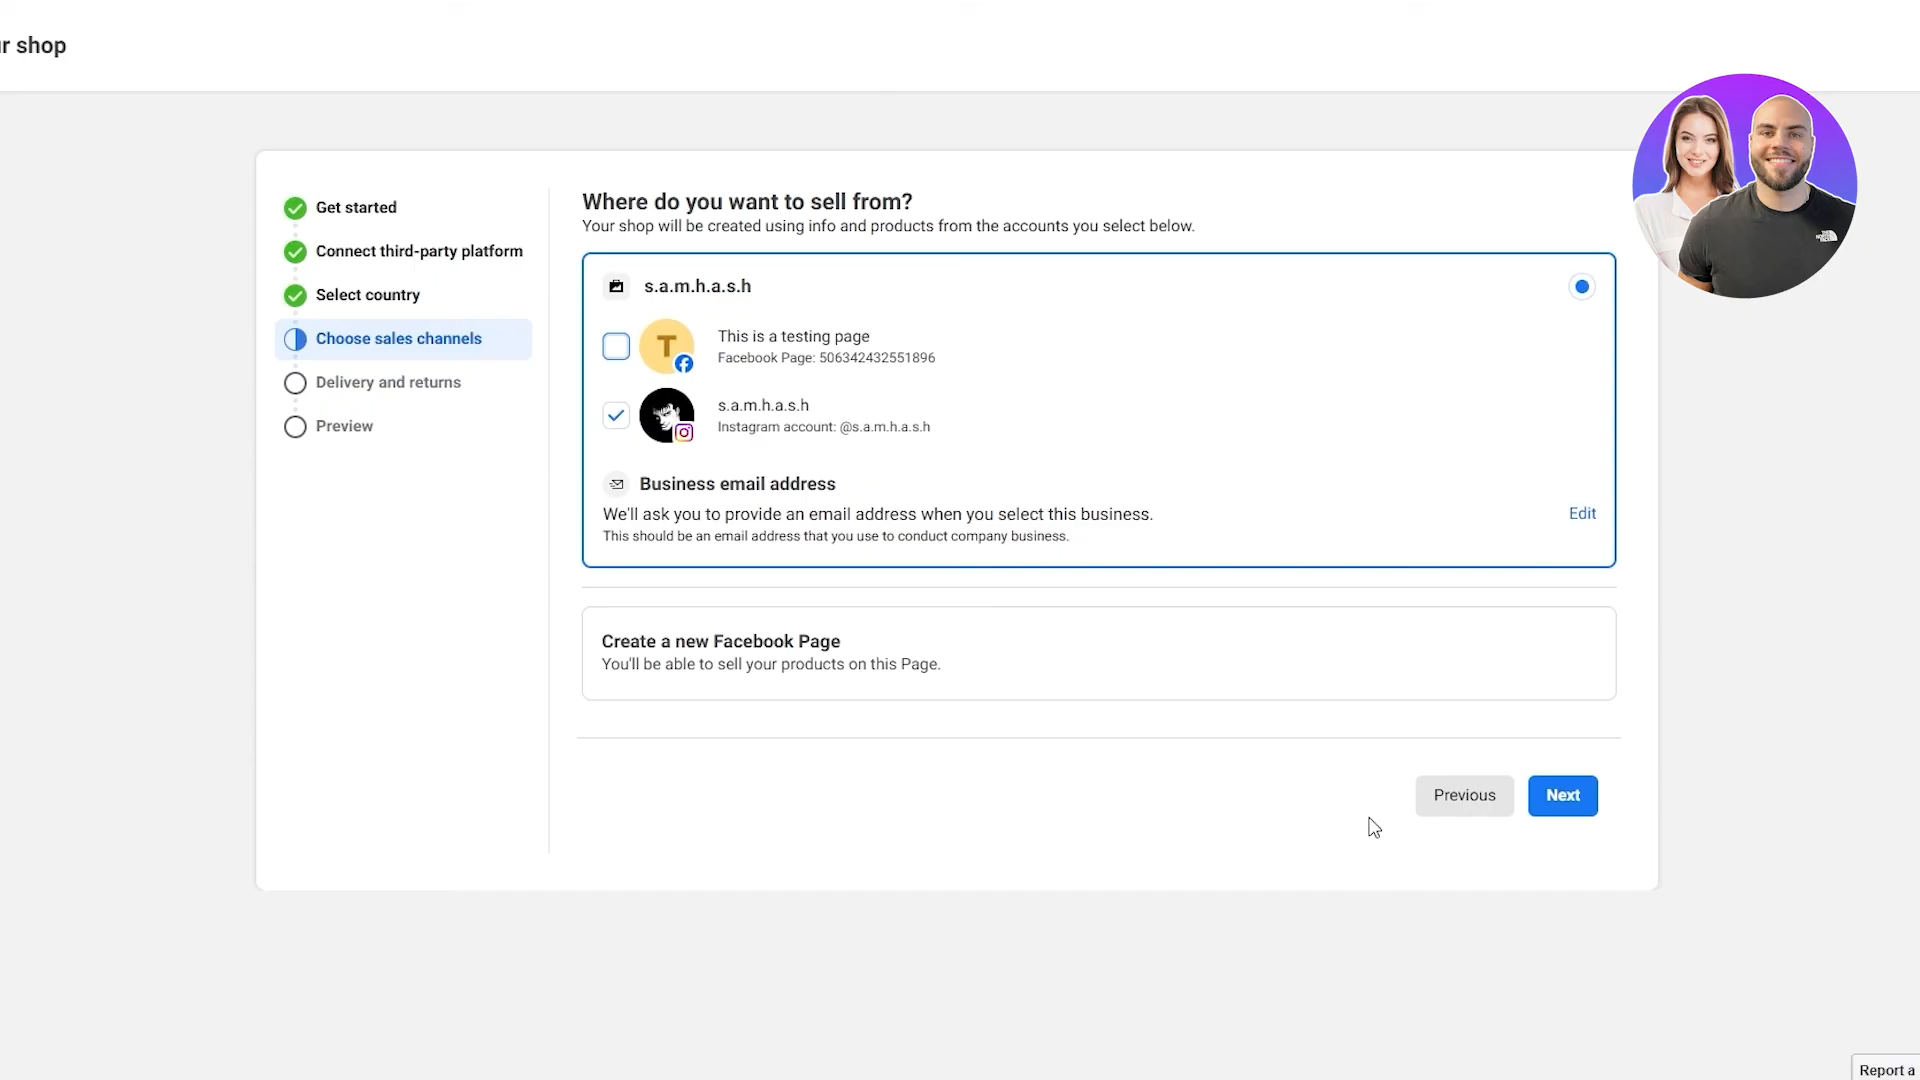 r shop
Get started
Connect third-party platform
Select country
Choose sales channels
Delivery and returns
Preview
Where do you want to sell from?
Your shop will be created using info and products from the accounts you select below.
s.a.m.h.a.s.h
T
This is a testing page
Facebook Page: 506342432551896
s.a.m.h.a.s.h
Instagram account: @s.a.m.h.a.s.h
Business email address
We'll ask you to provide an email address when you select this business.
Edit
This should be an email address that you use to conduct company business.
Create a new Facebook Page
You'll be able to sell your products on this Page.
Previous
Next
Report a